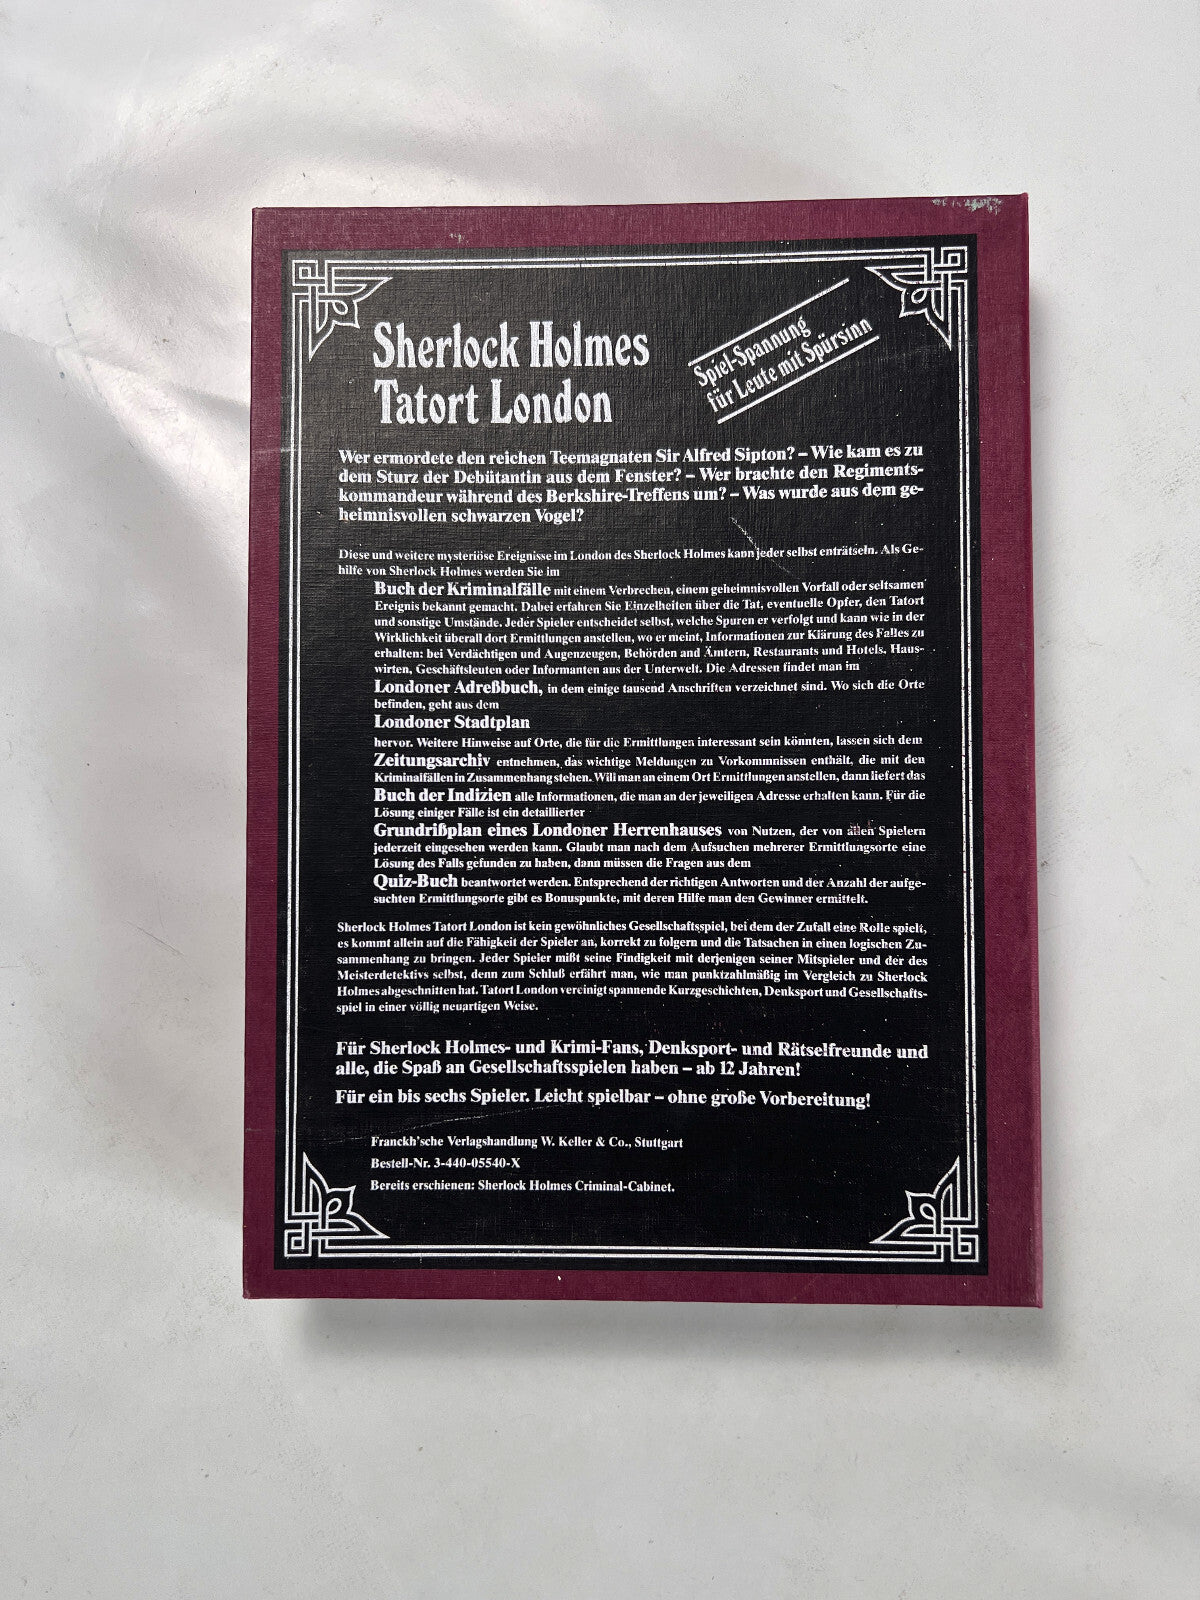 Sherlock Holmes
Tatort London
Spiel-Spannung
für Leute mit Spürsinn
Wer ermordete den reichen Teemagnaten Sir Alfred Sipton? – Wie kam es zu
dem Sturz der Debütantin aus dem Fenster? – Wer brachte den Regiments-
kommandeur während des Berkshire-Treffens um? – Was wurde aus dem ge-
heimnisvollen schwarzen Vogel?
Diese und weitere mysteriöse Ereignisse im London des Sherlock Holmes kann jeder selbst enträtseln. Als Ge-
hilfe von Sherlock Holmes werden Sie im
Buch der Kriminalfälle mit einem Verbrechen, einem geheimnisvollen Vorfall oder seltsamen
Ereignis bekannt gemacht. Dabei erfahren Sie Einzelheiten über die Tat, eventuelle Opfer, den Tatort
und sonstige Umstände. Jeder Spieler entscheidet selbst, welche Spuren er verfolgt und kann wie in der
Wirklichkeit überall dort Ermittlungen anstellen, wo er meint, Informationen zur Klärung des Falles zu
erhalten: bei Verdächtigen und Augenzeugen, Behörden and Ämtern, Restaurants und Hotels, Haus-
wirten, Geschäftsleuten oder Informanten aus der Unterwelt. Die Adressen findet man im
Londoner Adreßbuch, in dem einige tausend Anschriften verzeichnet sind. Wo sich die Orte
befinden, geht aus dem
Londoner Stadtplan
hervor. Weitere Hinweise auf Orte, die für die Ermittlungen interessant sein könnten, lassen sich dem
Zeitungsarchiv entnehmen, das wichtige Meldungen zu Vorkommnissen enthält, die mit den
Kriminalfällen in Zusammenhang stehen. Will man an einem Ort Ermittlungen anstellen, dann liefert das
Buch der Indizien alle Informationen, die man an der jeweiligen Adresse erhalten kann. Für die
Lösung einiger Fälle ist ein detaillierter
Grundrißplan eines Londoner Herrenhauses von Nutzen, der von allen Spielern
jederzeit eingesehen werden kann. Glaubt man nach dem Aufsuchen mehrerer Ermittlungsorte eine
Lösung des Falls gefunden zu haben, dann müssen die Fragen aus dem
Quiz-Buch beantwortet werden. Entsprechend der richtigen Antworten und der Anzahl der aufge-
suchten Ermittlungsorte gibt es Bonuspunkte, mit deren Hilfe man den Gewinner ermittelt.
Sherlock Holmes Tatort London ist kein gewöhnliches Gesellschaftsspiel, bei dem der Zufall eine Rolle spielt,
es kommt allein auf die Fähigkeit der Spieler an, korrekt zu folgern und die Tatsachen in einen logischen Zu-
sammenhang zu bringen. Jeder Spieler mißt seine Findigkeit mit derjenigen seiner Mitspieler und der des
Meisterdetektivs selbst, denn zum Schluß erfährt man, wie man punktzahlmäßig im Vergleich zu Sherlock
Holmes abgeschnitten hat. Tatort London vereinigt spannende Kurzgeschichten, Denksport und Gesellschafts-
spiel in einer völlig neuartigen Weise.
Für Sherlock Holmes- und Krimi-Fans, Denksport- und Rätselfreunde und
alle, die Spaß an Gesellschaftsspielen haben – ab 12 Jahren!
Für ein bis sechs Spieler. Leicht spielbar – ohne große Vorbereitung!
Franckh'sche Verlagshandlung W. Keller & Co., Stuttgart
Bestell-Nr. 3-440-05540-X
Bereits erschienen: Sherlock Holmes Criminal-Cabinet.